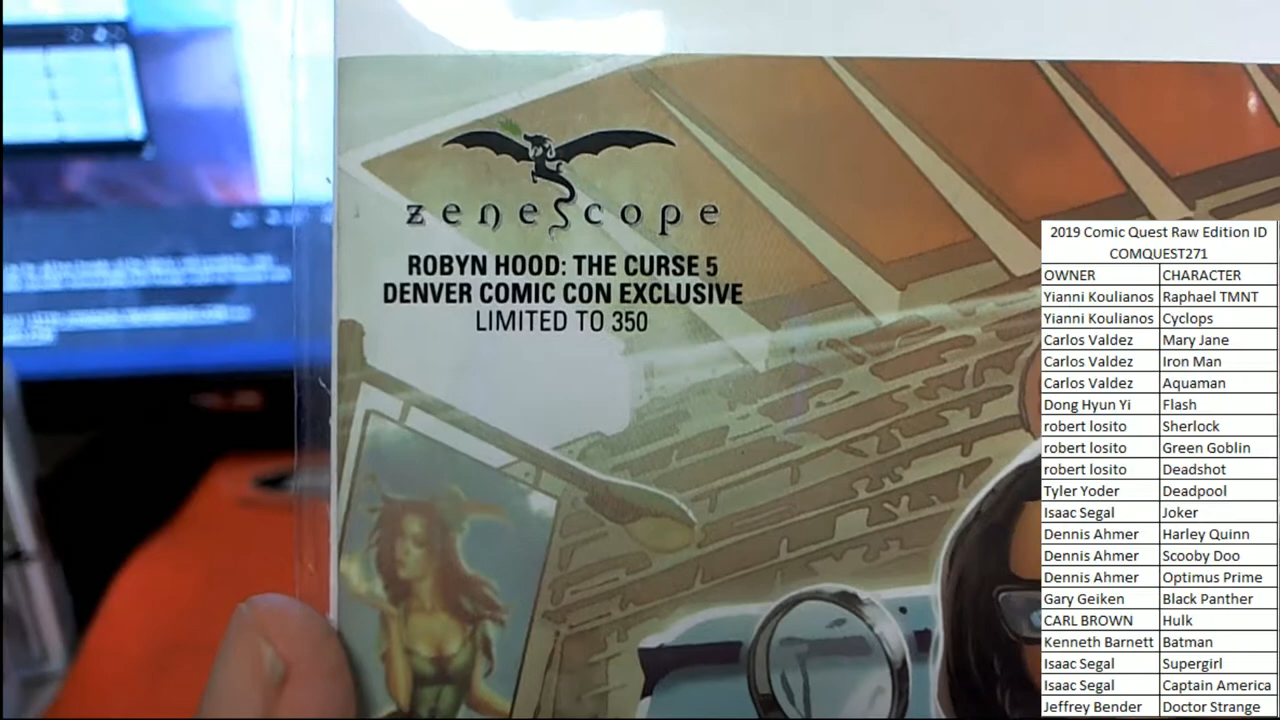 zenescope
ROBYN HOOD: THE CURSE 5
DENVER COMIC CON EXCLUSIVE
LIMITED TO 350
2019 Comic Quest Raw Edition ID
COMQUEST271
OWNER CHARACTER
Yianni Koulianos Raphael TMNT
Yianni Koulianos Cyclops
Carlos Valdez Mary Jane
Carlos Valdez Iron Man
Carlos Valdez Aquaman
Dong Hyun Yi Flash
robert losito Sherlock
robert losito Green Goblin
robert losito Deadshot
Tyler Yoder Deadpool
Isaac Segal Joker
Dennis Ahmer Harley Quinn
Dennis Ahmer Scooby Doo
Dennis Ahmer Optimus Prime
Gary Geiken Black Panther
CARL BROWN Hulk
Kenneth Barnett Batman
Isaac Segal Supergirl
Isaac Segal Captain America
Jeffrey Bender Doctor Strange